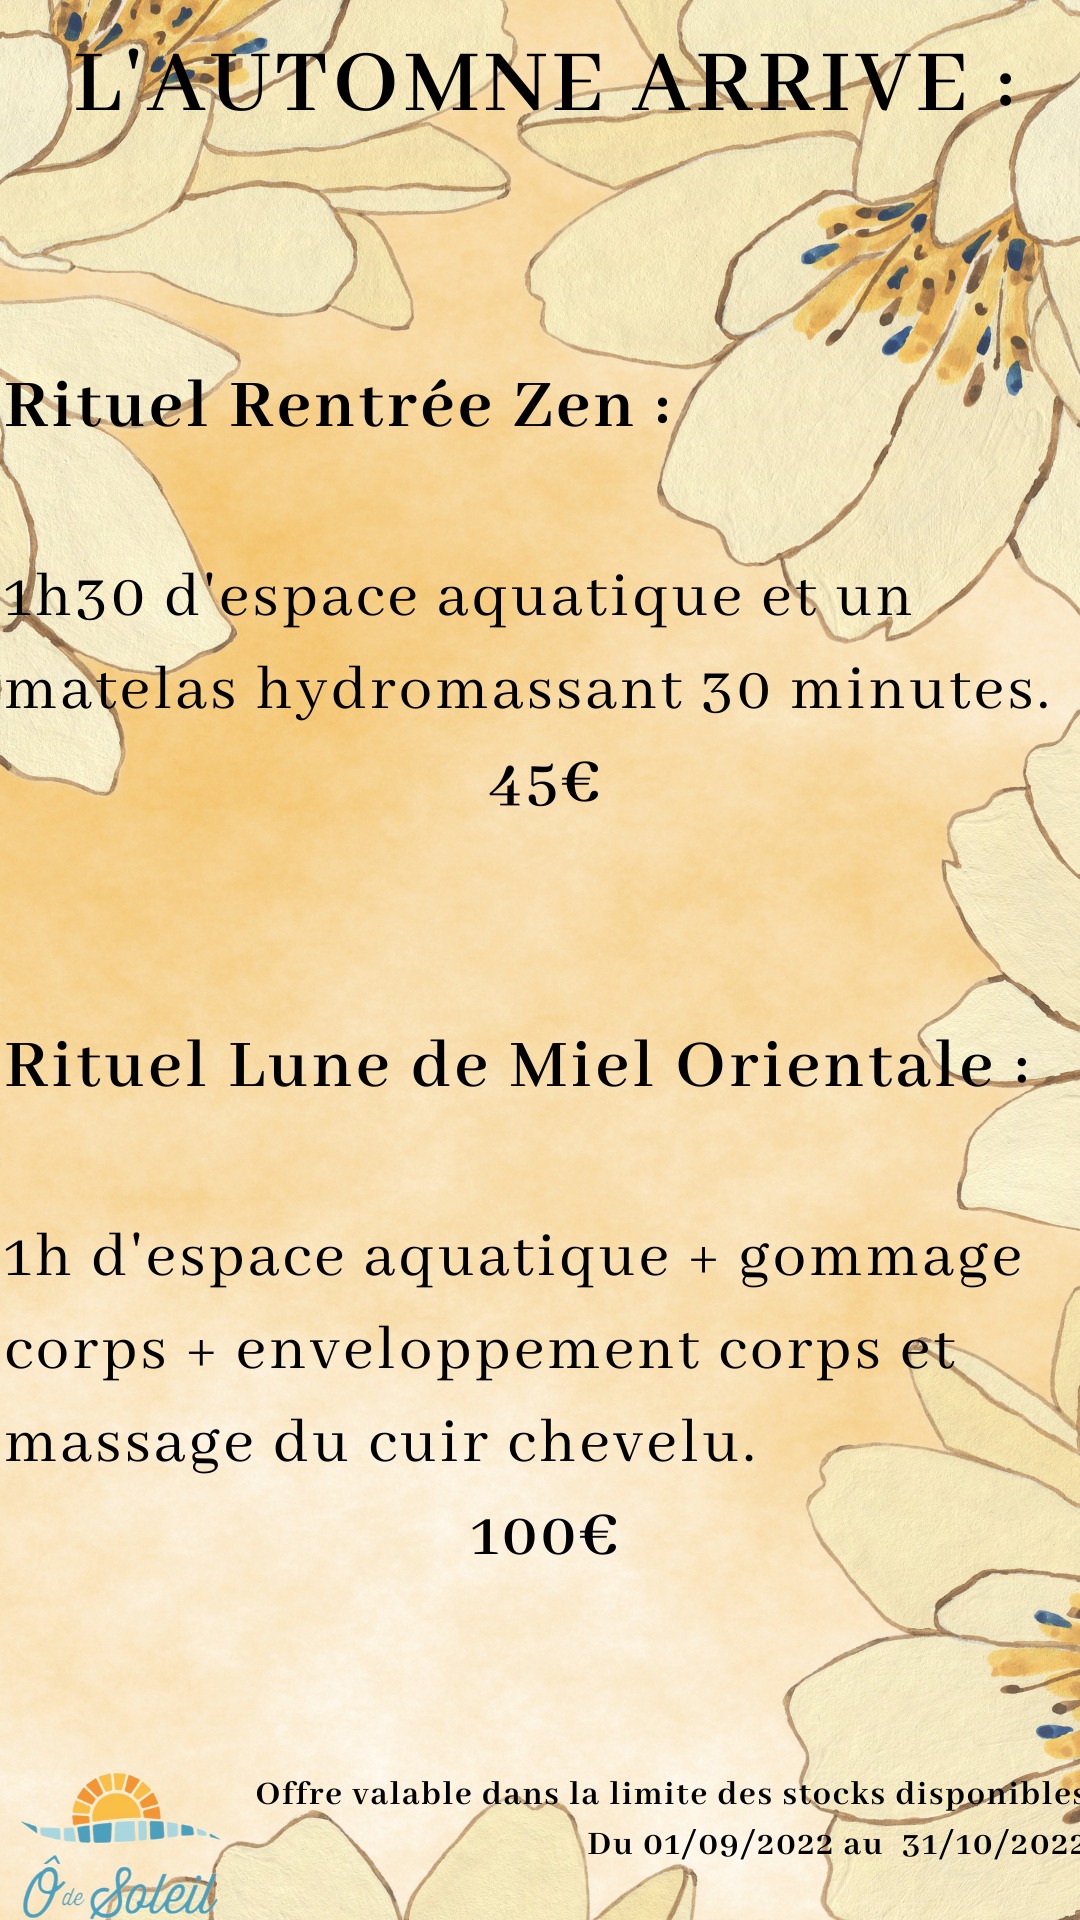 L'AUTOMNE ARRIVE :
Rituel Rentrée Zen :
1h30 d'espace aquatique et un
matelas hydromassant 30 minutes.
45€
Rituel Lune de Miel Orientale :
1h d'espace aquatique + gommage
corps + enveloppement corps et
massage du cuir chevelu.
100€
Offre valable dans la limite des stocks disponibles
Du 01/09/2022 au  31/10/2022
Ô de Soleil